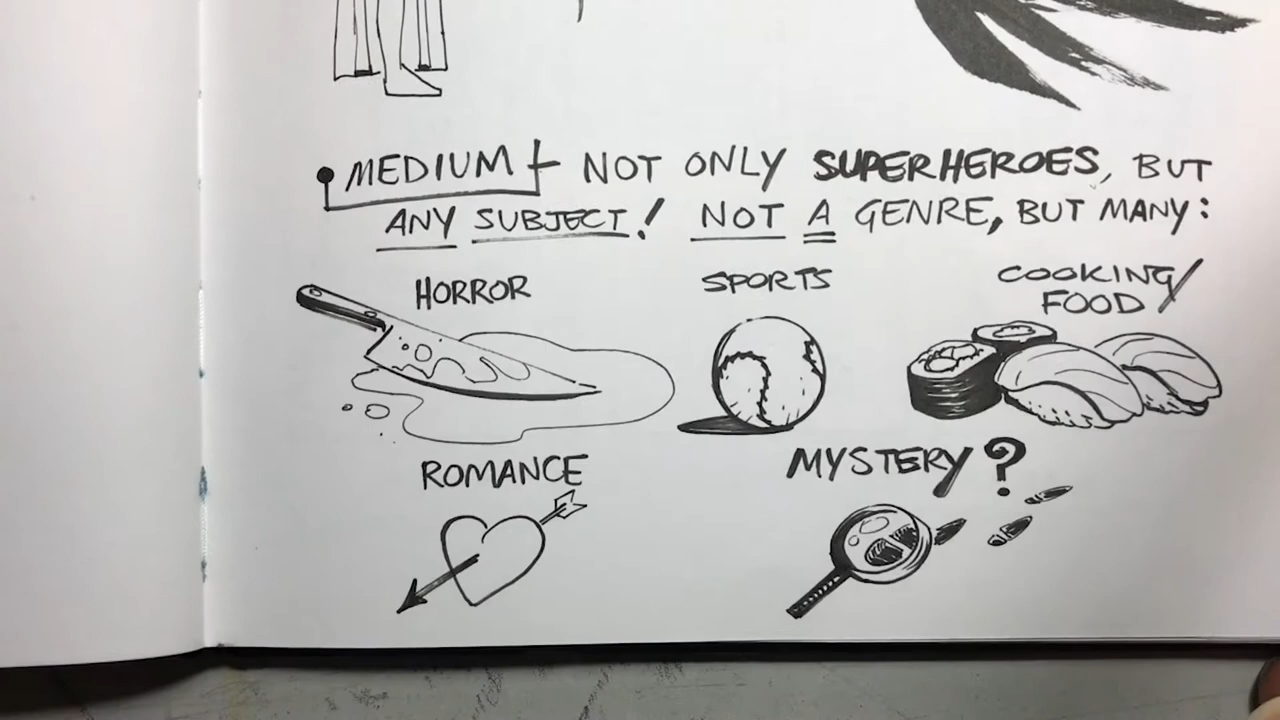 MEDIUM NOT ONLY SUPERHEROES, BUT
ANY SUBJECT! NOT A GENRE, BUT MANY:
HORROR
SPORTS
COOKING/
FOOD
ROMANCE
MYSTERY?